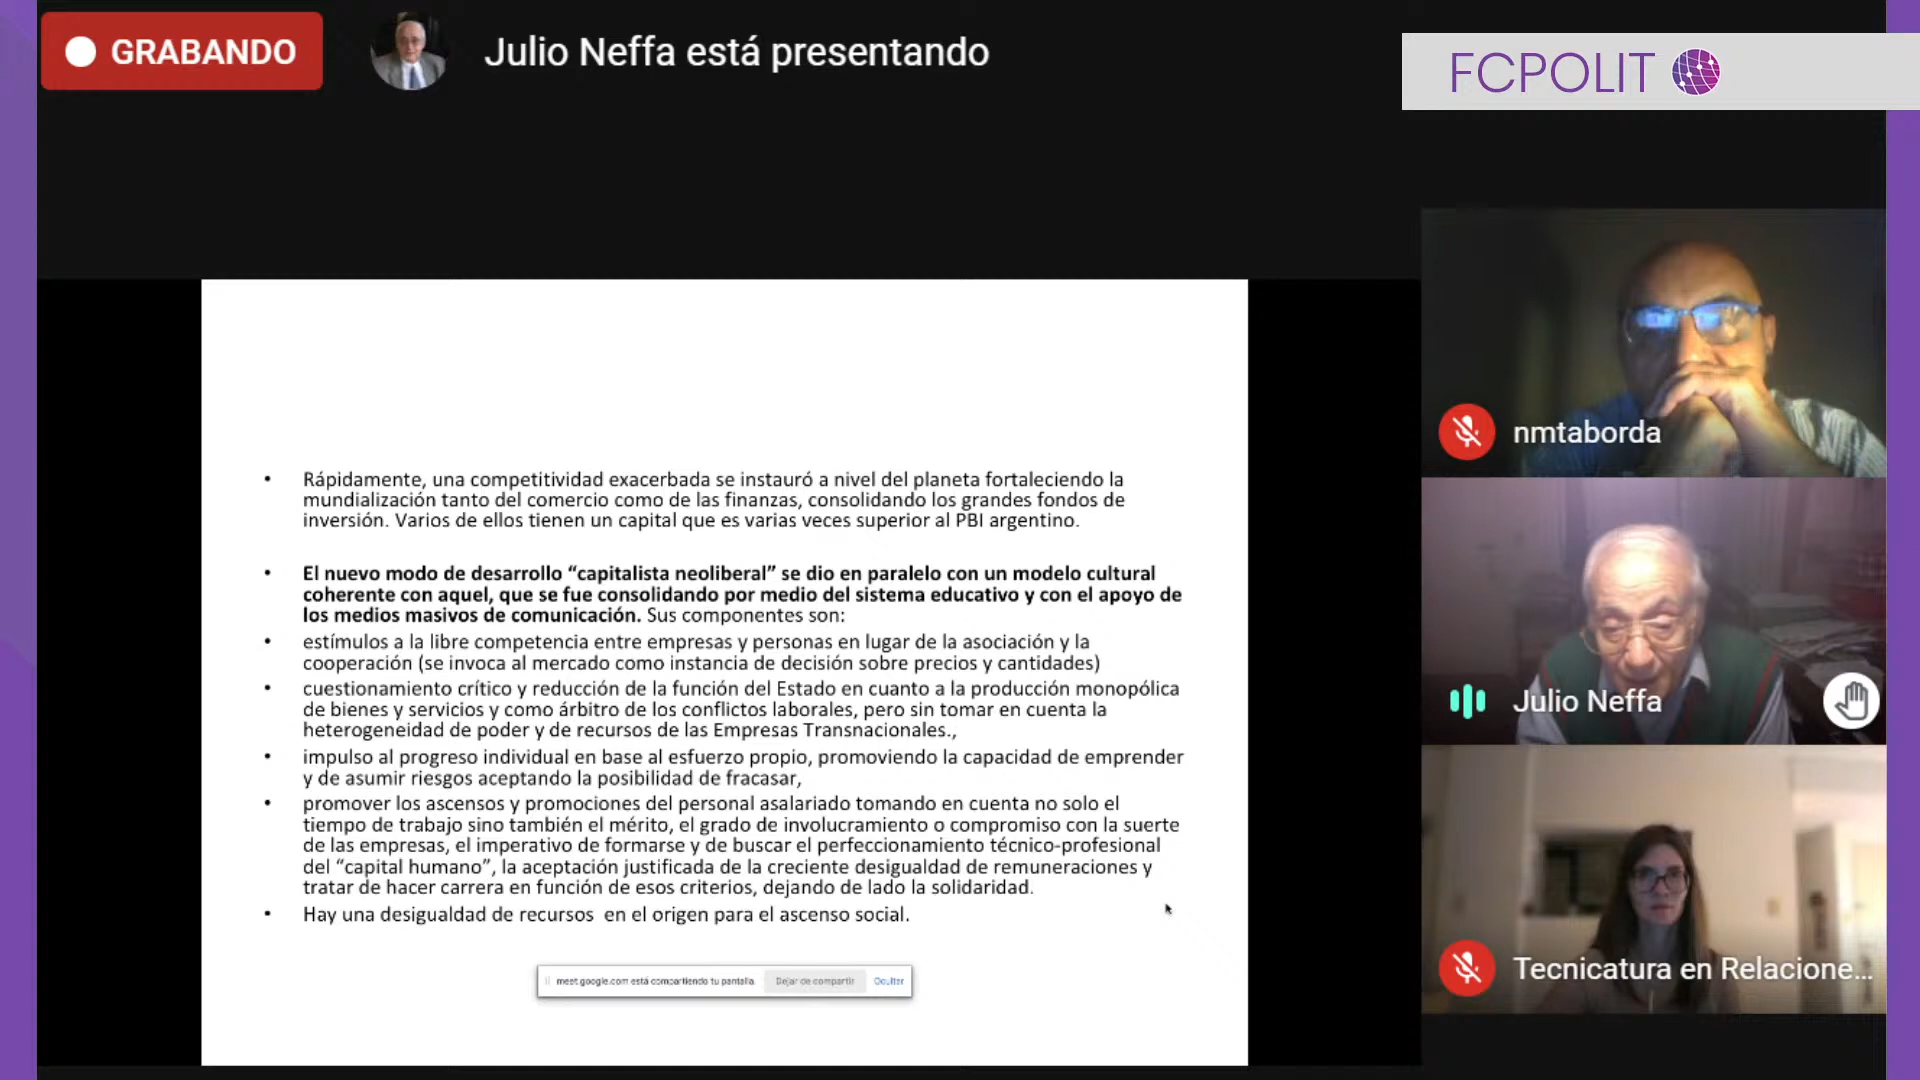 GRABANDO
Julio Neffa está presentando
FCPOLIT
• Rápidamente, una competitividad exacerbada se instauró a nivel del planeta fortaleciendo la
mundialización tanto del comercio como de las finanzas, consolidando los grandes fondos de
inversión. Varios de ellos tienen un capital que es varias veces superior al PBI argentino.
• El nuevo modo de desarrollo “capitalista neoliberal” se dio en paralelo con un modelo cultural
coherente con aquel, que se fue consolidando por medio del sistema educativo y con el apoyo de
los medios masivos de comunicación. Sus componentes son:
• estímulos a la libre competencia entre empresas y personas en lugar de la asociación y la
cooperación (se invoca al mercado como instancia de decisión sobre precios y cantidades)
• cuestionamiento crítico y reducción de la función del Estado en cuanto a la producción monopólica
de bienes y servicios y como árbitro de los conflictos laborales, pero sin tomar en cuenta la
heterogeneidad de poder y de recursos de las Empresas Transnacionales.,
• impulso al progreso individual en base al esfuerzo propio, promoviendo la capacidad de emprender
y de asumir riesgos aceptando la posibilidad de fracasar,
• promover los ascensos y promociones del personal asalariado tomando en cuenta no solo el
tiempo de trabajo sino también el mérito, el grado de involucramiento o compromiso con la suerte
de las empresas, el imperativo de formarse y de buscar el perfeccionamiento técnico-profesional
del “capital humano”, la aceptación justificada de la creciente desigualdad de remuneraciones y
tratar de hacer carrera en función de esos criterios, dejando de lado la solidaridad.
• Hay una desigualdad de recursos en el origen para el ascenso social.
meet.google.com está compartiendo tu pantalla. Dejar de compartir Ocultar
nmtaborda
Julio Neffa
Tecnicatura en Relacione...